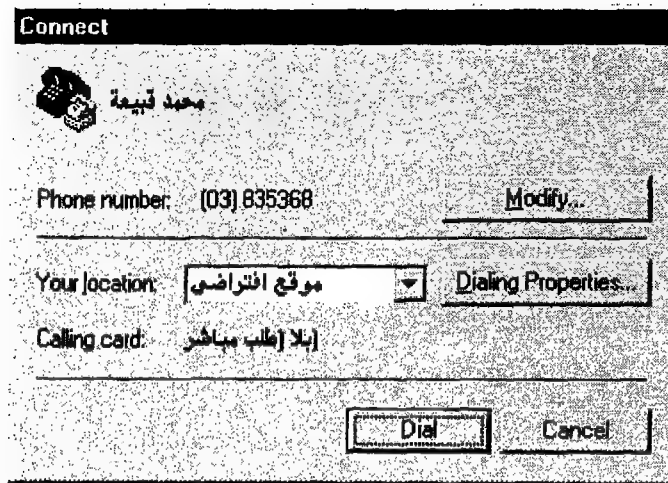 Connect
محمد قبيعة
Phone number: (03) 835368 Modify...
Your location: موقع افتراضي Dialing Properties...
Calling card: (بلا (طلب مباشر
Dial Cancel